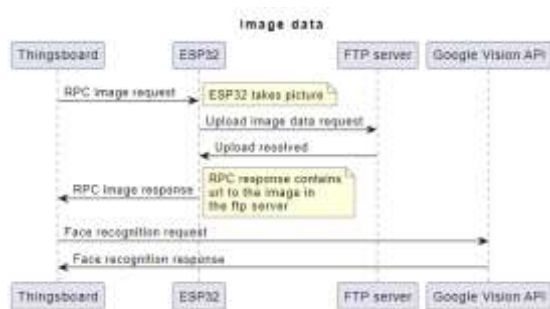 Image data
Thingsboard
ESP32
FTP server
Google Vision API
RPC image request
ESP32 takes picture
Upload image data request
Upload resolved
RPC image response
RPC response contains
url to the image in
the ftp server
Face recognition request
Face recognition response
Thingsboard
ESP32
FTP server
Google Vision API